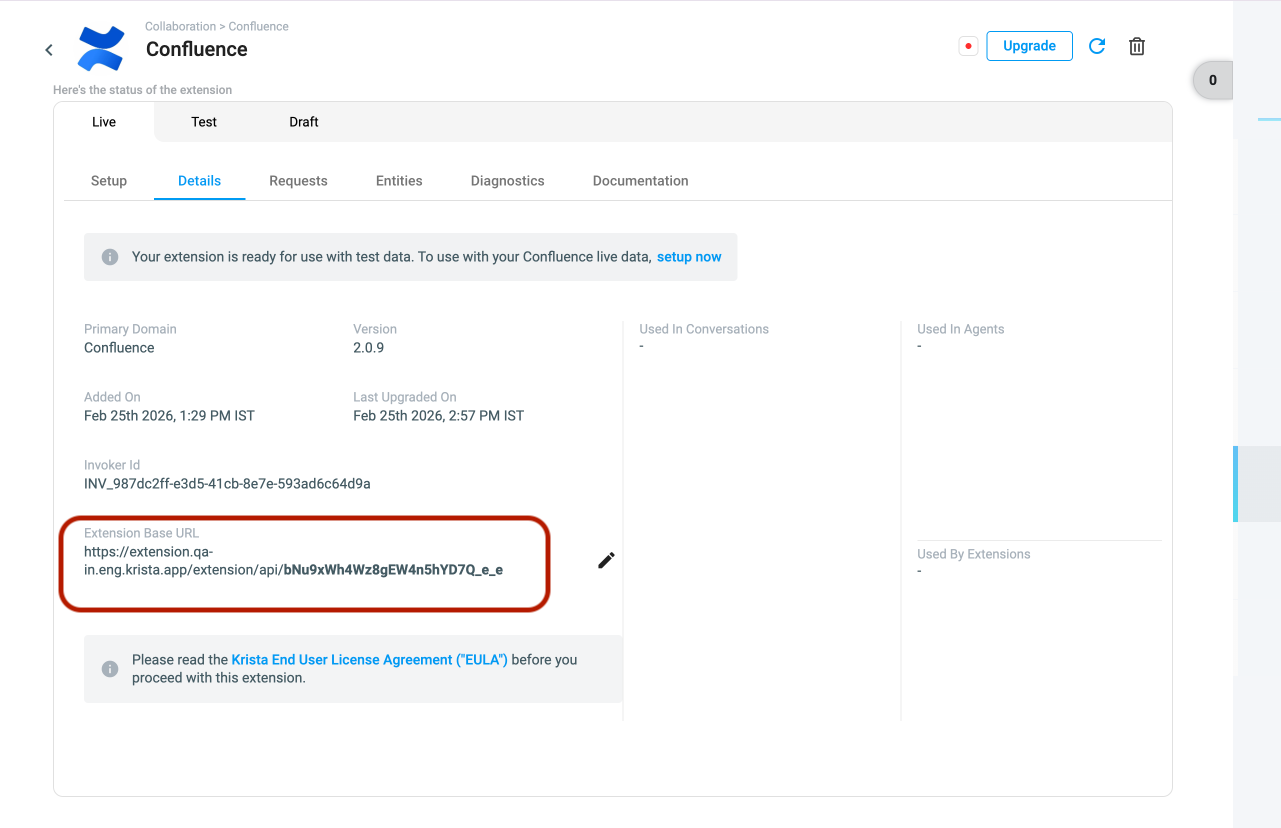 Collaboration > Confluence
Confluence
Upgrade
Here's the status of the extension
0
Live
Test
Draft
Setup
Details
Requests
Entities
Diagnostics
Documentation
Your extension is ready for use with test data. To use with your Confluence live data, setup now
Primary Domain
Confluence
Version
2.0.9
Added On
Feb 25th 2026, 1:29 PM IST
Last Upgraded On
Feb 25th 2026, 2:57 PM IST
Invoker Id
INV_987dc2ff-e3d5-41cb-8e7e-593ad6c64d9a
Extension Base URL
https://extension.qa-
in.eng.krista.app/extension/api/bNu9xWh4Wz8gEW4n5hYD7Q_e_e
Please read the Krista End User License Agreement ("EULA") before you
proceed with this extension.
Used In Conversations
-
Used In Agents
-
Used By Extensions
-